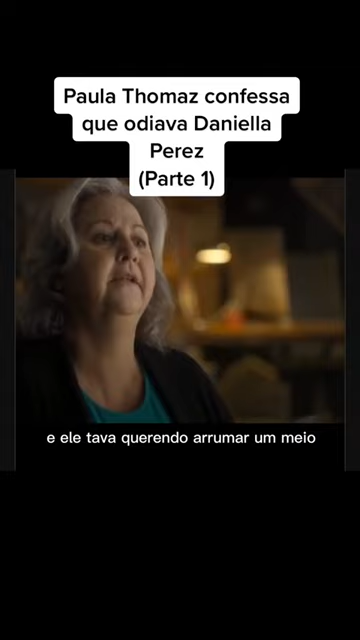 Paula Thomaz confessa
que odiava Daniella
Perez
(Parte 1)
e ele tava querendo arrumar um meio